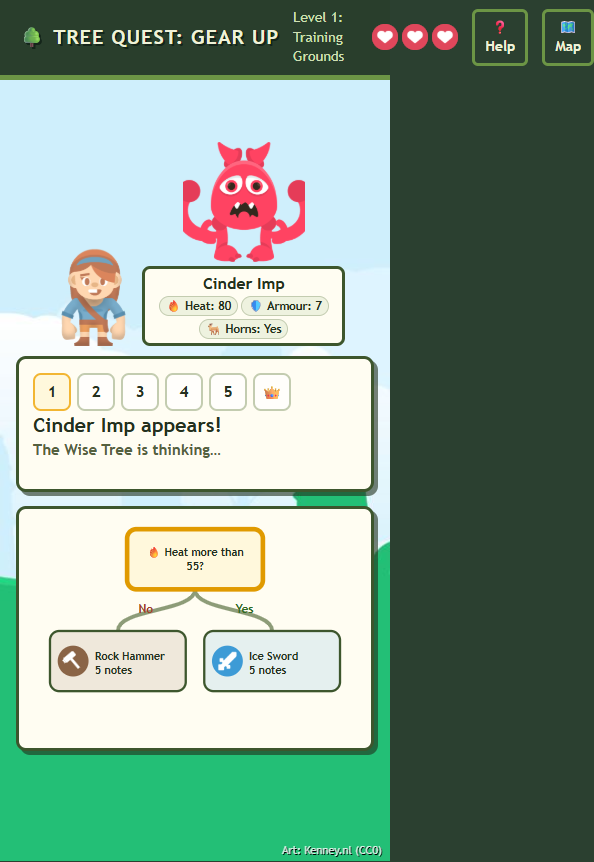 TREE QUEST: GEAR UP
Level 1:
Training
Grounds
Help
Map
Cinder Imp
Heat: 80
Armour: 7
Horns: Yes
1 2 3 4 5
Cinder Imp appears!
The Wise Tree is thinking...
Heat more than
55?
No
Yes
Rock Hammer
5 notes
Ice Sword
5 notes
Art: Kenney.nl (CC0)